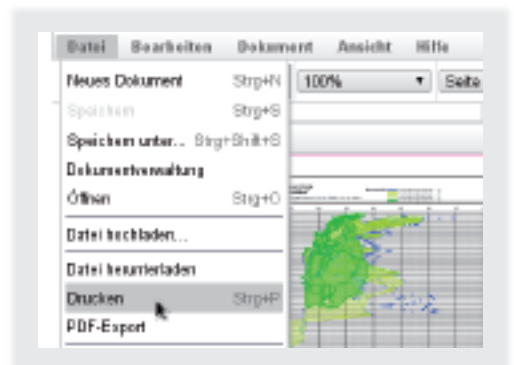 Datei Bearbeiten Dokument Ansicht Hilfe
Neues Dokument Strg+N
100% Seite
Speichern Strg+S
Speichern unter... Strg+Shift+S
Dokumentverwaltung
Öffnen Strg+O
Datei hochladen...
Datei herunterladen
Drucken Strg+P
PDF-Export